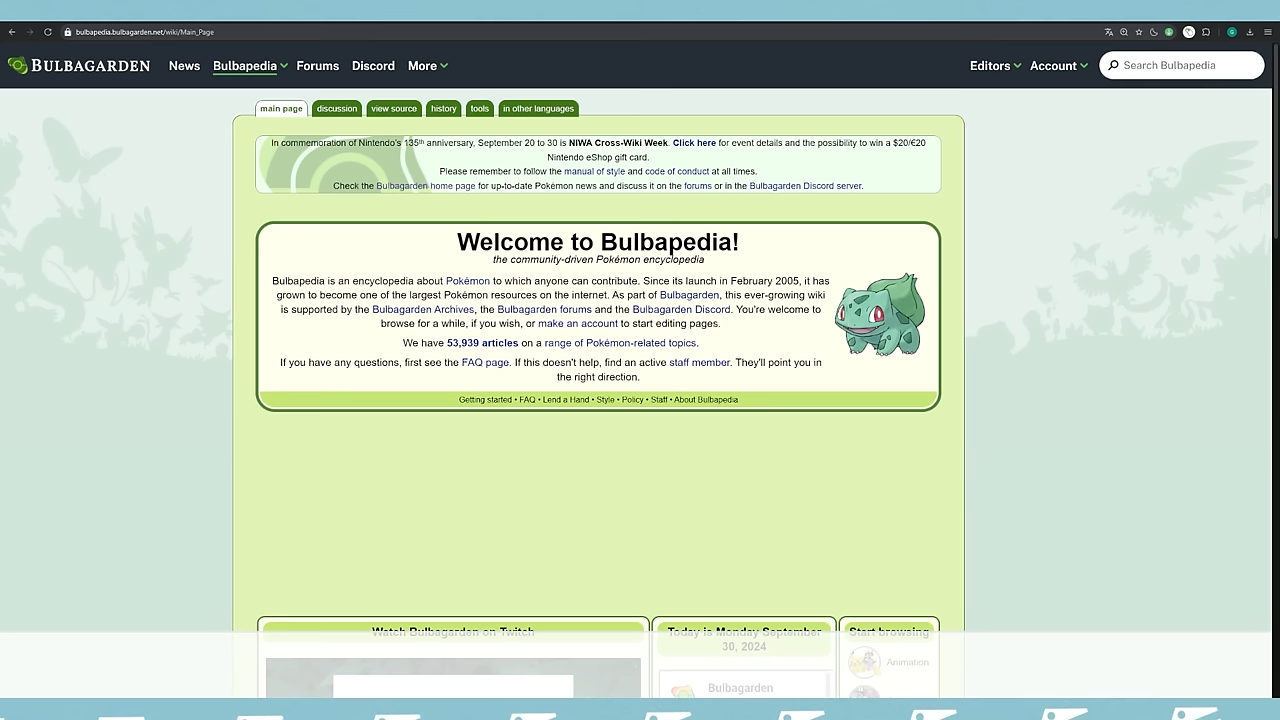 bulbapedia.bulbagarden.net/wiki/Main_Page
BULBAGARDEN News Bulbapedia Forums Discord More Editors Account Search Bulbapedia
main page discussion view source history tools in other languages
In commemoration of Nintendo's 135th anniversary, September 20 to 30 is NIWA Cross-Wiki Week. Click here for event details and the possibility to win a $20/€20
Nintendo eShop gift card.
Please remember to follow the manual of style and code of conduct at all times.
Check the Bulbagarden home page for up-to-date Pokémon news and discuss it on the forums or in the Bulbagarden Discord server.
Welcome to Bulbapedia!
the community-driven Pokémon encyclopedia
Bulbapedia is an encyclopedia about Pokémon to which anyone can contribute. Since its launch in February 2005, it has
grown to become one of the largest Pokémon resources on the internet. As part of Bulbagarden, this ever-growing wiki
is supported by the Bulbagarden Archives, the Bulbagarden forums and the Bulbagarden Discord. You're welcome to
browse for a while, if you wish, or make an account to start editing pages.
We have 53,939 articles on a range of Pokémon-related topics.
If you have any questions, first see the FAQ page. If this doesn't help, find an active staff member. They'll point you in
the right direction.
Getting started • FAQ • Lend a Hand • Style • Policy • Staff • About Bulbapedia
Watch Bulbagarden on Twitch
Today is Monday September
30, 2024
Bulbagarden
Start browsing
Animation